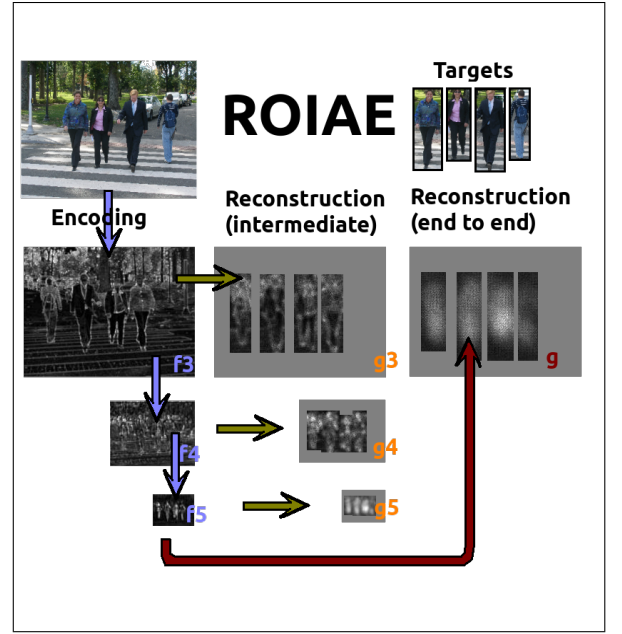 Targets
ROIAE
Encoding
Reconstruction
(intermediate)
Reconstruction
(end to end)
f3
g3
g
f4
g4
f5
g5